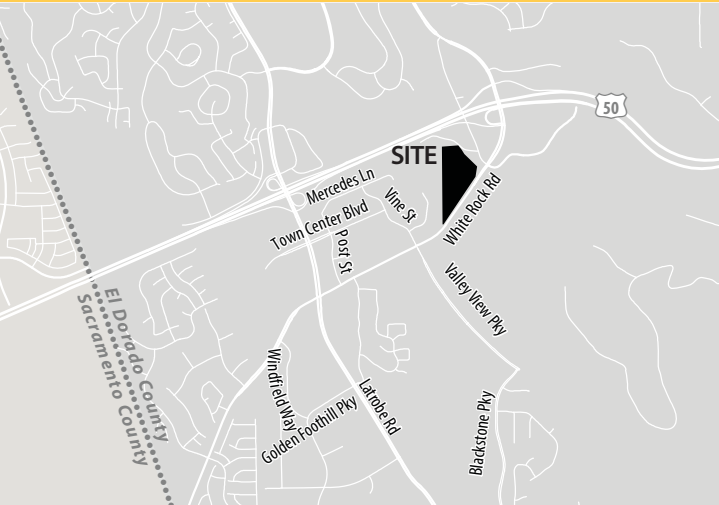 50
SITE
Mercedes Ln
Vine St
Town Center Blvd
White Rock Rd
Post St
Valley View Pky
El Dorado County
Sacramento County
Windfield Way
Latrobe Rd
Golden Foothill Pky
Blackstone Pky